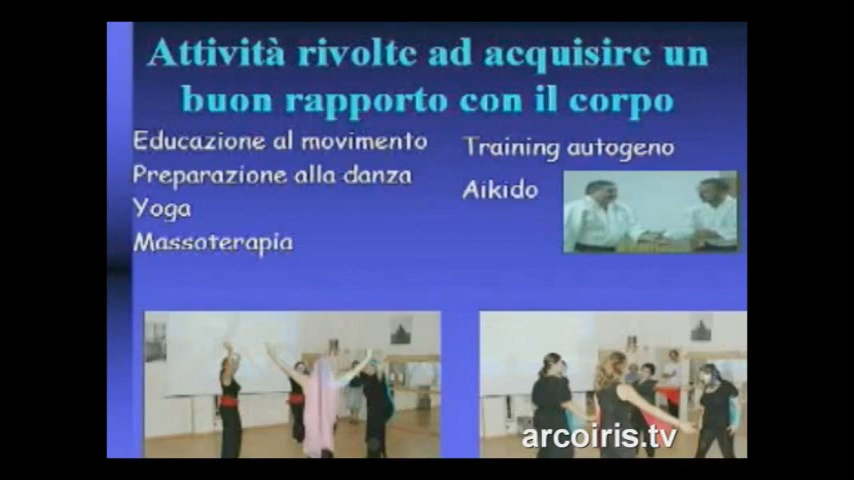 Attività rivolte ad acquisire un
buon rapporto con il corpo
Educazione al movimento
Preparazione alla danza
Yoga
Massoterapia
Training autogeno
Aikido
arcoiris.tv